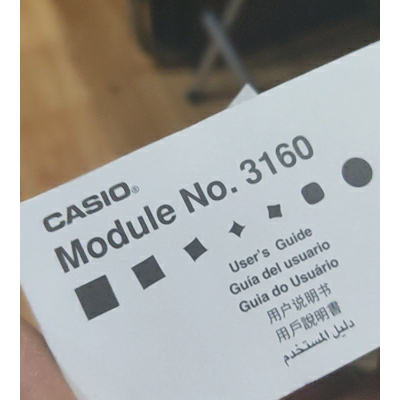 CASIO®
Module No. 3160
User's Guide
Guía del usuario
Guia do Usuário
用户说明书
用戶說明書
دليل المستخدم